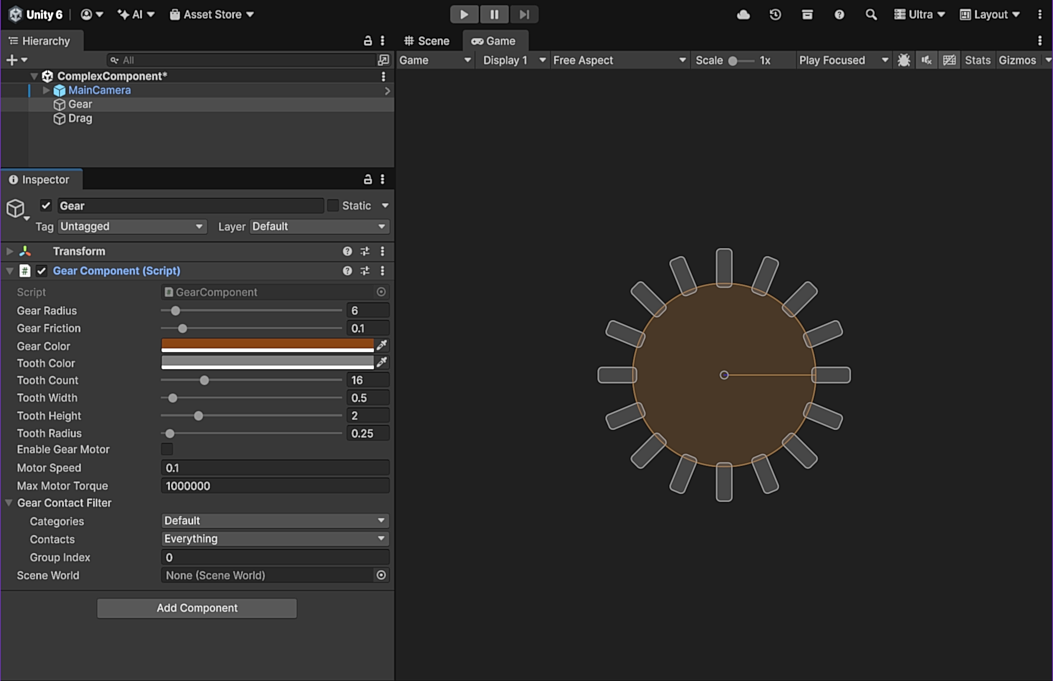 Unity 6 AI Asset Store Ultra Layout
Hierarchy
Scene Game
All
Game Display 1 Free Aspect Scale 1x Play Focused Stats Gizmos
ComplexComponent*
MainCamera
Gear
Drag
Inspector
Gear Static
Tag Untagged Layer Default
Transform
# Gear Component (Script)
Script GearComponent
Gear Radius 6
Gear Friction 0.1
Gear Color
Tooth Color
Tooth Count 16
Tooth Width 0.5
Tooth Height 2
Tooth Radius 0.25
Enable Gear Motor
Motor Speed 0.1
Max Motor Torque 1000000
Gear Contact Filter
Categories Default
Contacts Everything
Group Index 0
Scene World None (Scene World)
Add Component